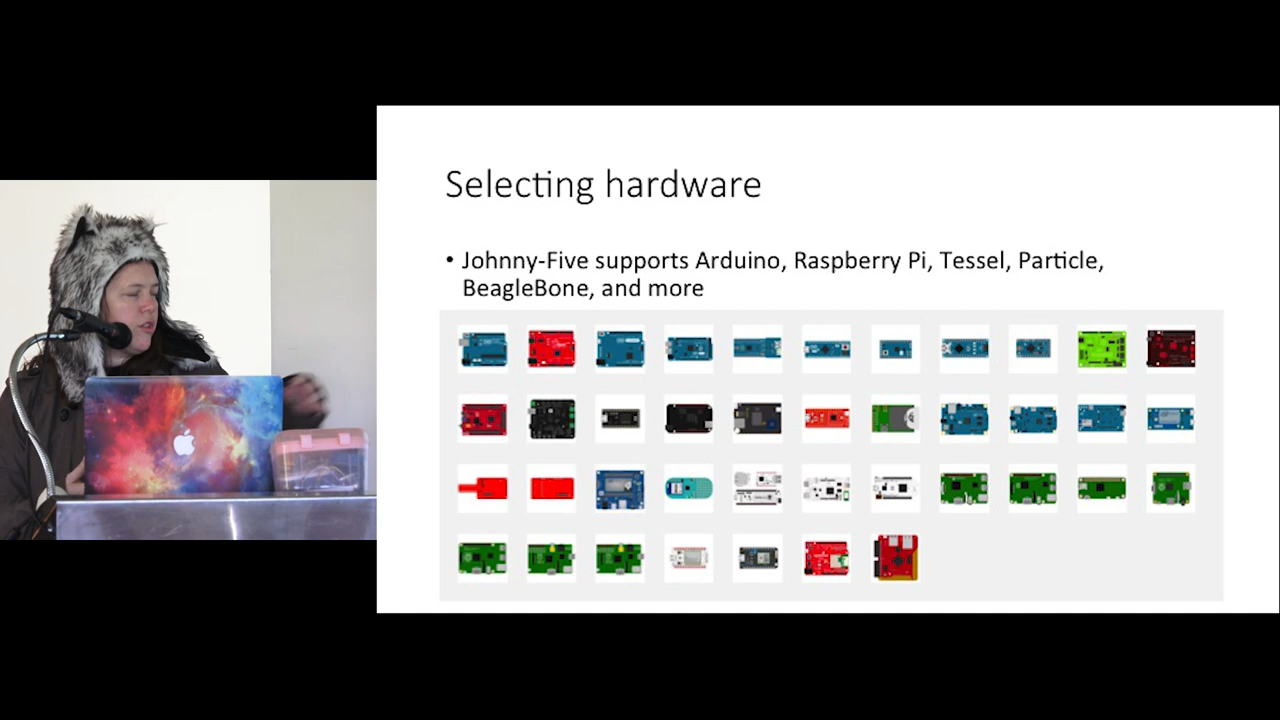 Selecting hardware
• Johnny-Five supports Arduino, Raspberry Pi, Tessel, Particle,
BeagleBone, and more